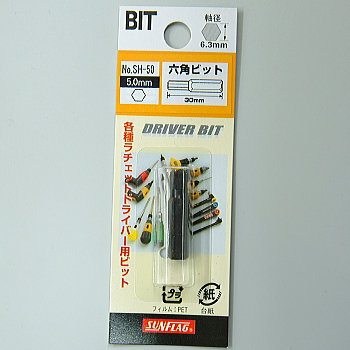 BIT
軸径
6.3mm
No.SH-50
5.0mm
六角ビット
30mm
DRIVER BIT
各種ラチェットドライバー用ビット
プラ
フィルム:PET
紙
台紙
SUNFLAG